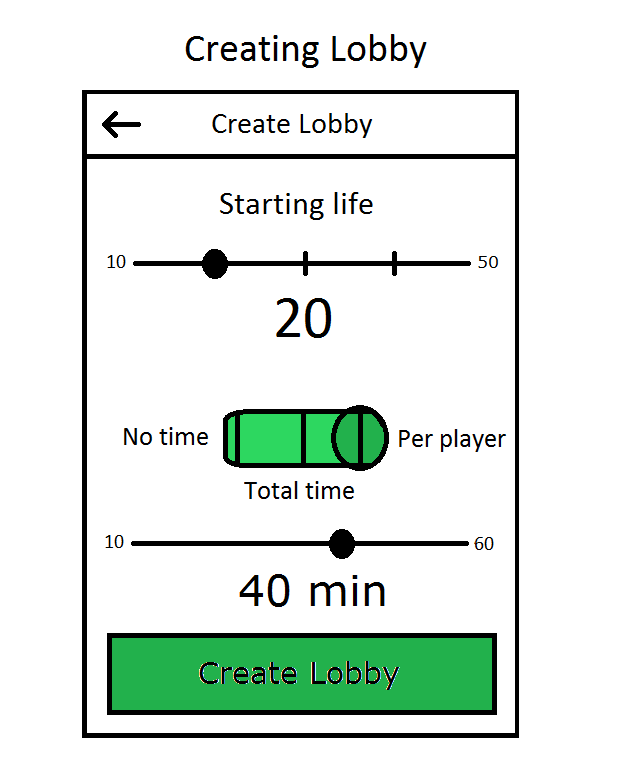 Creating Lobby
Create Lobby
Starting life
10 50
20
No time Per player
Total time
10 60
40 min
Create Lobby